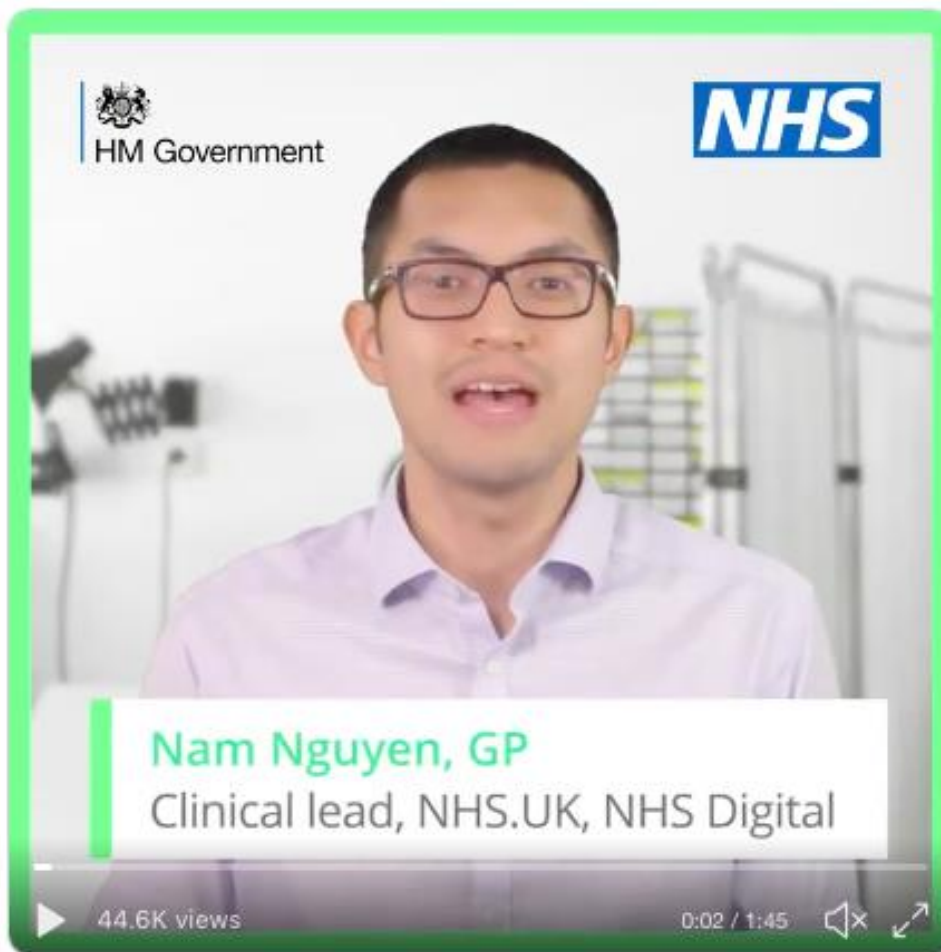 HM Government
NHS
Nam Nguyen, GP
Clinical lead, NHS.UK, NHS Digital
44.6K views
0:02 / 1:45